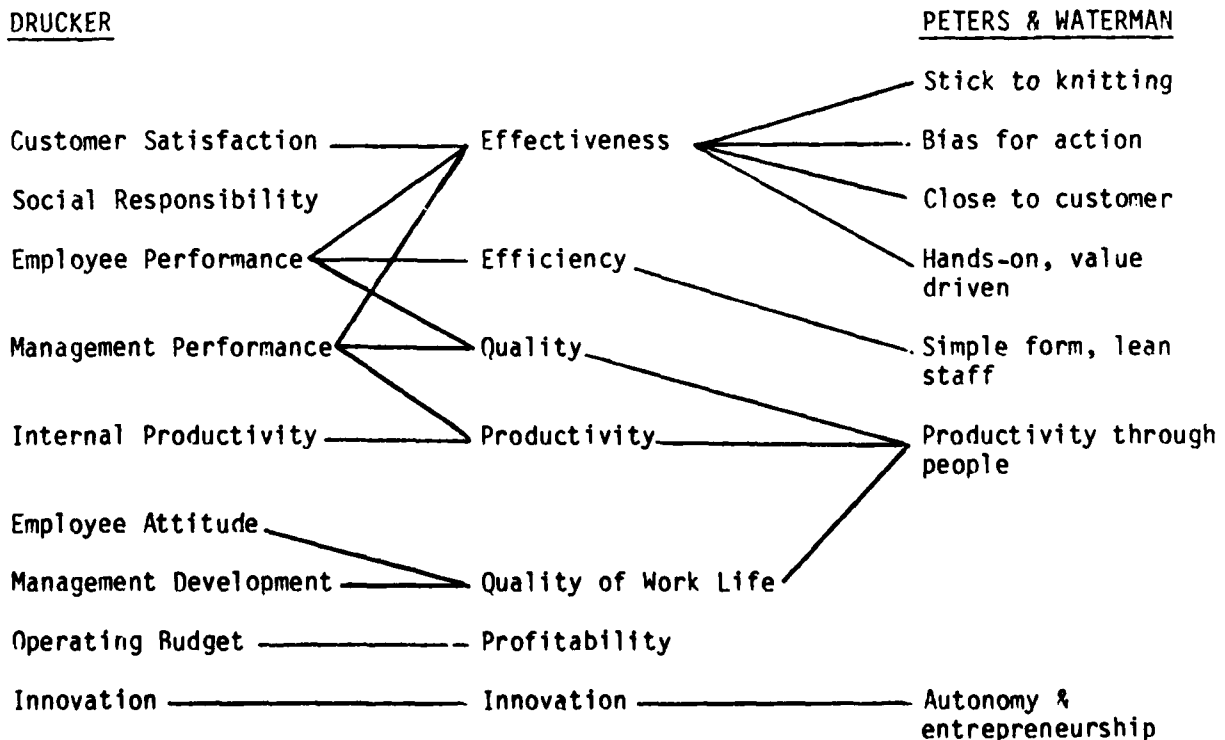 DRUCKER
PETERS & WATERMAN
Stick to knitting
Customer Satisfaction
Effectiveness
Bias for action
Social Responsibility
Close to customer
Employee Performance
Efficiency
Hands-on, value
driven
Management Performance
Quality
Simple form, lean
staff
Internal Productivity
Productivity
Productivity through
people
Employee Attitude
Management Development
Quality of Work Life
Operating Budget
Profitability
Innovation
Innovation
Autonomy &
entrepreneurship